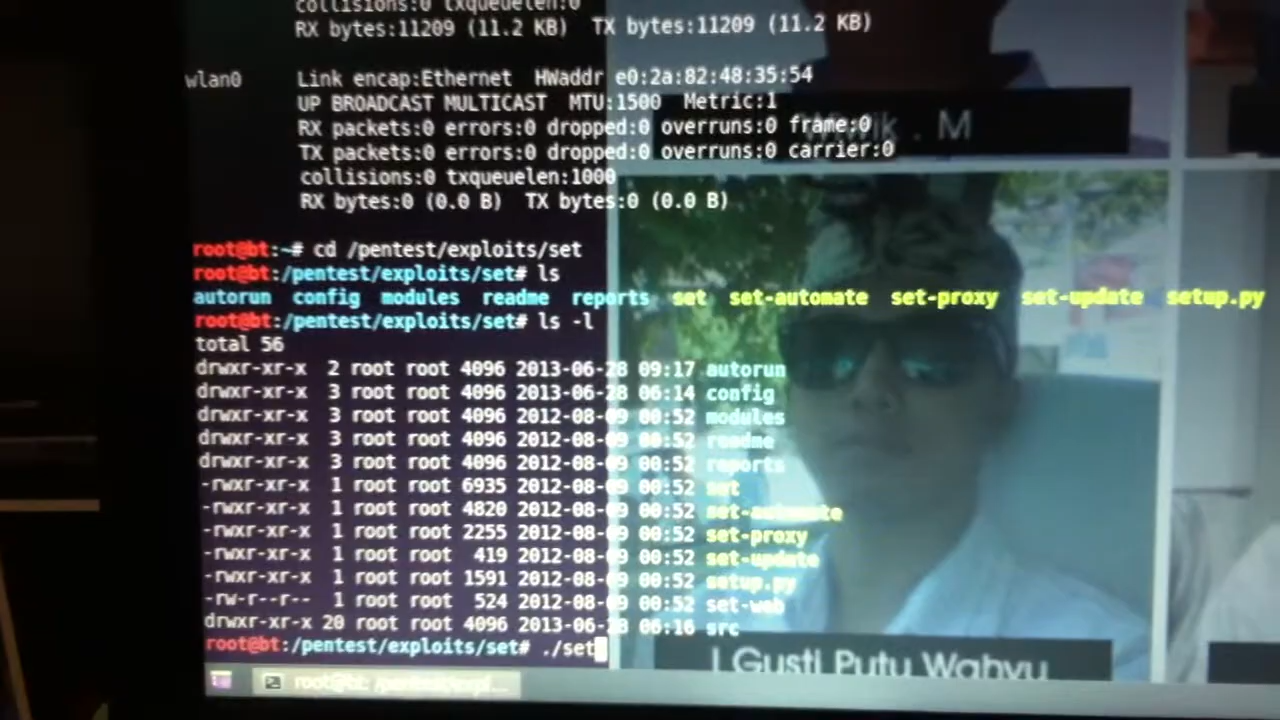 collisions:0 txqueuelen:0
RX bytes:11209 (11.2 KB)  TX bytes:11209 (11.2 KB)
wlan0     Link encap:Ethernet  HWaddr e0:2a:82:48:35:54
UP BROADCAST MULTICAST  MTU:1500  Metric:1
RX packets:0 errors:0 dropped:0 overruns:0 frame:0
. M
TX packets:0 errors:0 dropped:0 overruns:0 carrier:0
collisions:0 txqueuelen:1000
RX bytes:0 (0.0 B)  TX bytes:0 (0.0 B)
root@bt:~# cd /pentest/exploits/set
root@bt:/pentest/exploits/set# ls
autorun  config  modules  readme  reports  set  set-automate  set-proxy  set-update  setup.py
root@bt:/pentest/exploits/set# ls -l
total 56
drwxr-xr-x  2 root root 4096 2013-06-28 09:17 autorun
drwxr-xr-x  3 root root 4096 2013-06-28 06:14 config
drwxr-xr-x  3 root root 4096 2012-08-09 00:52 modules
drwxr-xr-x  3 root root 4096 2012-08-09 00:52 readme
drwxr-xr-x  3 root root 4096 2012-08-09 00:52 reports
-rwxr-xr-x  1 root root 6935 2012-08-09 00:52 set
-rwxr-xr-x  1 root root 4820 2012-08-09 00:52 set-automate
-rwxr-xr-x  1 root root 2255 2012-08-09 00:52 set-proxy
-rwxr-xr-x  1 root root  419 2012-08-09 00:52 set-update
-rwxr-xr-x  1 root root 1591 2012-08-09 00:52 setup.py
-rw-r--r--  1 root root  524 2012-08-09 00:52 set-web
drwxr-xr-x 20 root root 4096 2013-06-28 06:16 src
root@bt:/pentest/exploits/set# ./set
I Gusti Putu Wahyu
root@bt: /pentest/expl...